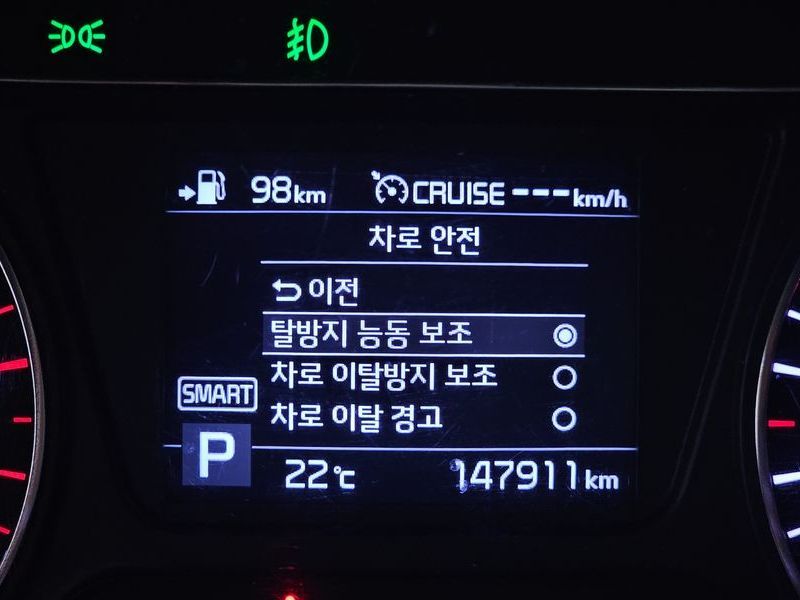 98km CRUISE ---km/h
차로 안전
이전
탈방지 능동 보조
차로 이탈방지 보조
차로 이탈 경고
SMART
P 22℃ 147911km